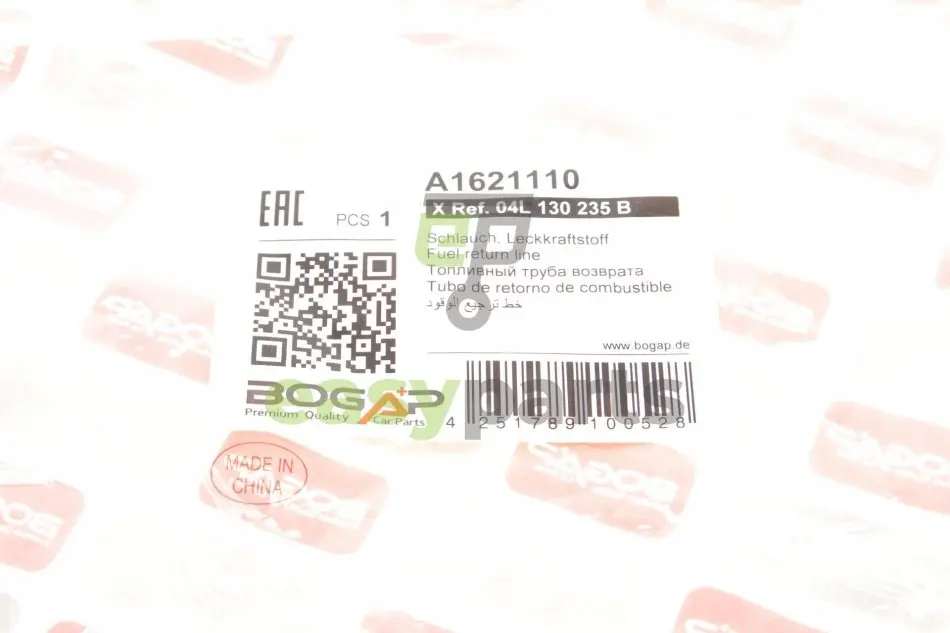 A1621110
X Ref. 04L 130 235 B
EAC
PCS 1
Schlauch, Leckkraftstoff
Fuel return line
Топливный труба возврата
Tubo de retorno de combustible
خط ترجيع الوقود
www.bogap.de
BOGAP
Premium Quality Car Parts
4 251789 100528
easyparts
ep
MADE IN
CHINA